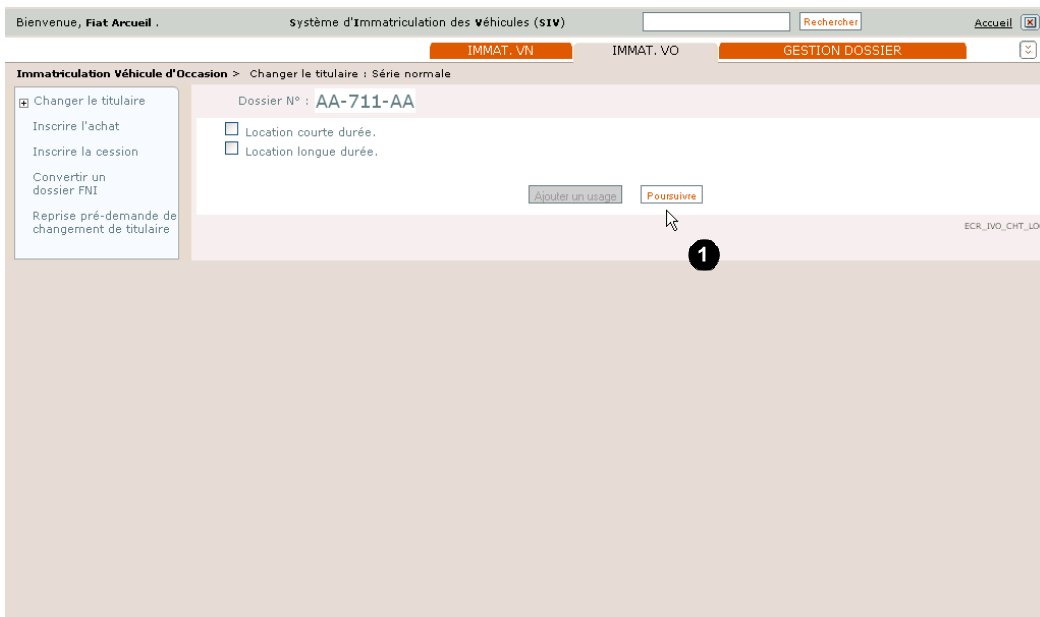 Bienvenue, Fiat Arcueil .
Système d'Immatriculation des Véhicules (SIV)
Rechercher
Accueil
IMMAT. VN
IMMAT. VO
GESTION DOSSIER
Immatriculation Véhicule d'Occasion > Changer le titulaire : Série normale
Changer le titulaire
Inscrire l'achat
Inscrire la cession
Convertir un
dossier FNI
Reprise pré-demande de
changement de titulaire
Dossier N° : AA-711-AA
Location courte durée.
Location longue durée.
Ajouter un usage
Poursuivre
ECR_IVO_CHT_LO
1